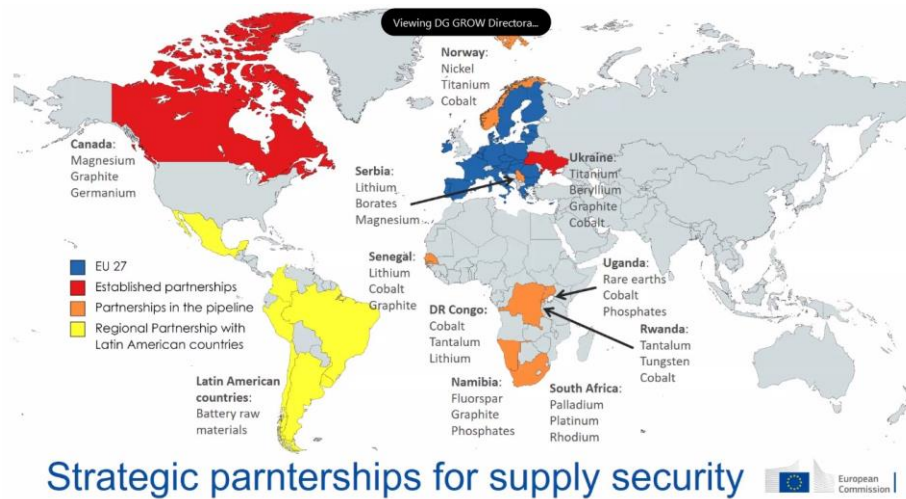 Viewing DG GROW Directora...
Norway:
Nickel
Titanium
Cobalt
Canada:
Magnesium
Graphite
Germanium
Serbia:
Lithium
Borates
Magnesium
Ukraine:
Titanium
Beryllium
Graphite
Cobalt
EU 27
Established partnerships
Partnerships in the pipeline
Regional Partnership with
Latin American countries
Senegal:
Lithium
Cobalt
Graphite
Uganda:
Rare earths
Cobalt
Phosphates
DR Congo:
Cobalt
Tantalum
Lithium
Rwanda:
Tantalum
Tungsten
Cobalt
Latin American
countries:
Battery raw
materials
Namibia:
Fluorspar
Graphite
Phosphates
South Africa:
Palladium
Platinum
Rhodium
Strategic parnterships for supply security
European
Commission